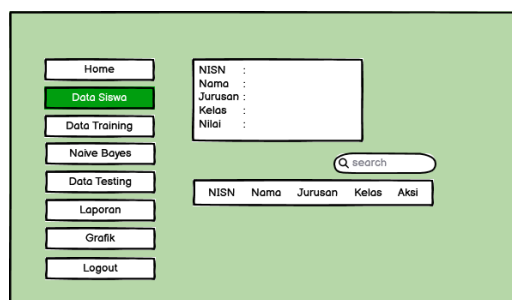 Home
Data Siswa
Data Training
Naive Bayes
Data Testing
Laporan
Grafik
Logout
NISN :
Nama :
Jurusan :
Kelas :
Nilai :
search
NISN Nama Jurusan Kelas Aksi